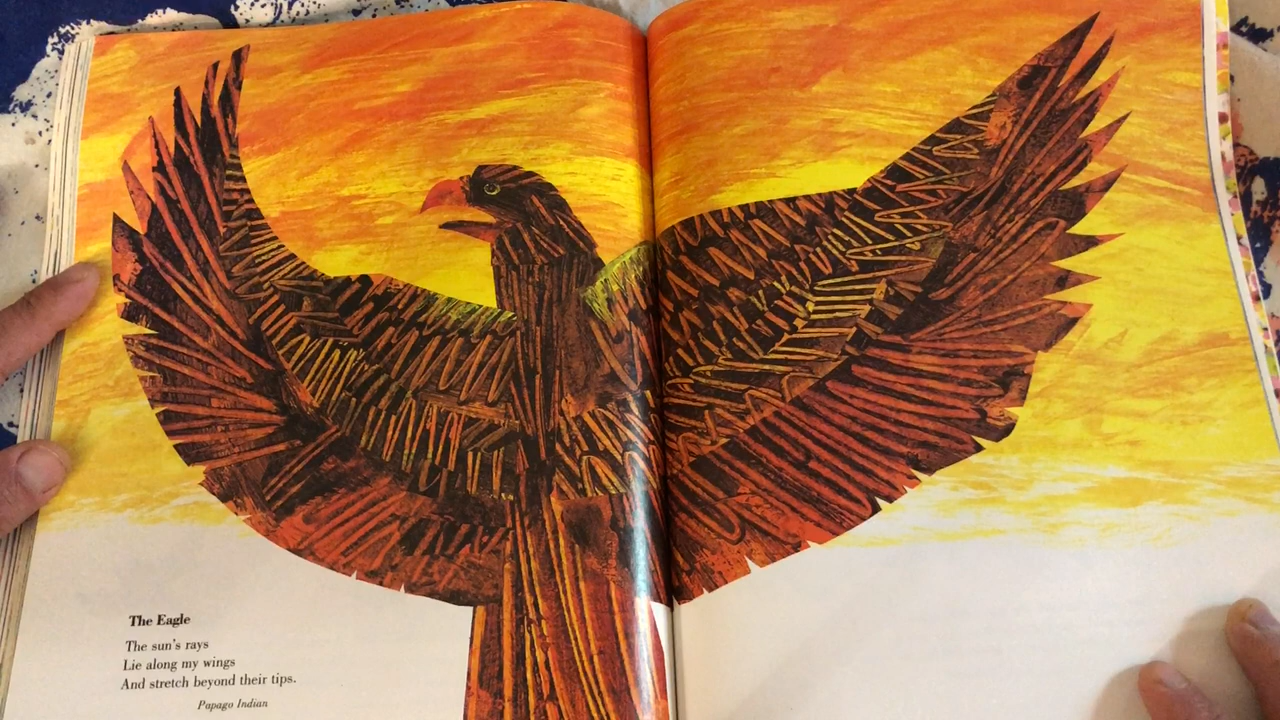 The Eagle
The sun's rays
Lie along my wings
And stretch beyond their tips.
Papago Indian